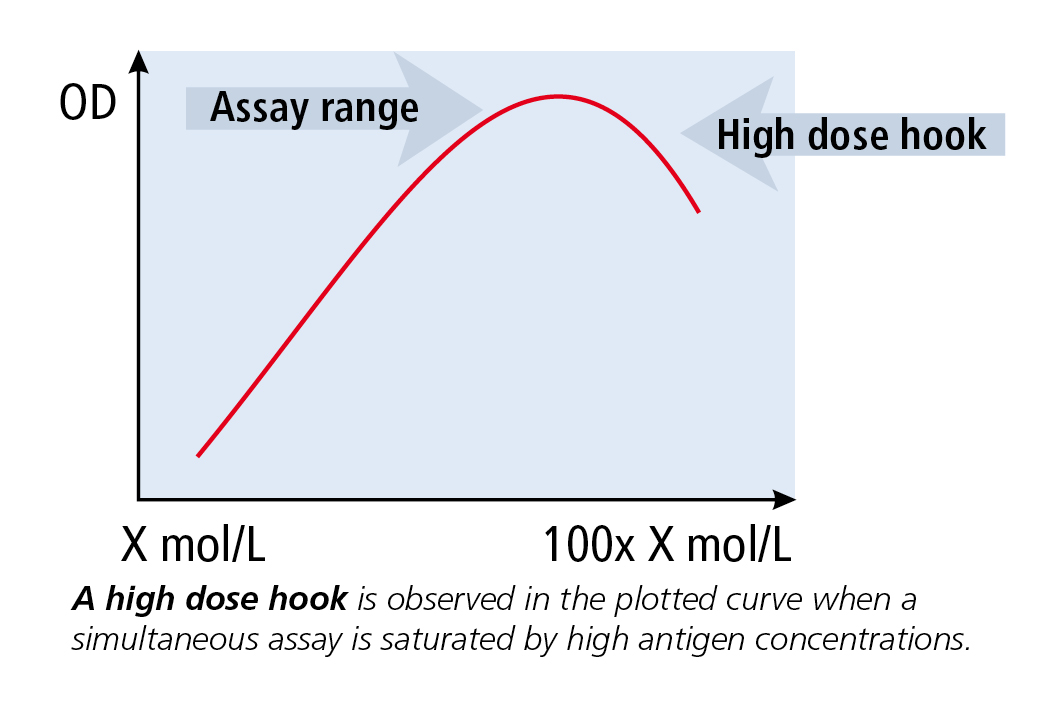 OD
Assay range
High dose hook
X mol/L
100x X mol/L
A high dose hook is observed in the plotted curve when a
simultaneous assay is saturated by high antigen concentrations.